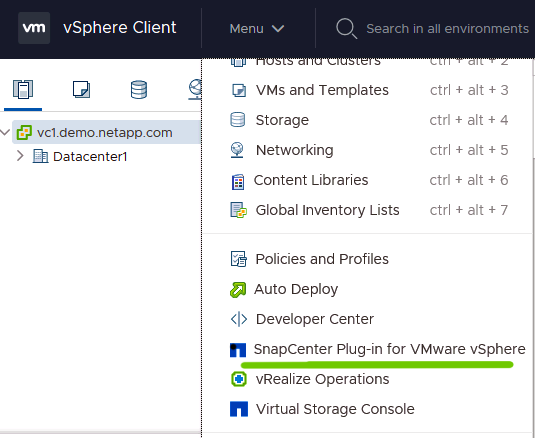 vm vSphere Client Menu Search in all environments
Hosts and Clusters ctrl + alt + 2
VMs and Templates ctrl + alt + 3
Storage ctrl + alt + 4
Networking ctrl + alt + 5
Content Libraries ctrl + alt + 6
Global Inventory Lists ctrl + alt + 7
Policies and Profiles
Auto Deploy
Developer Center
SnapCenter Plug-in for VMware vSphere
vRealize Operations
Virtual Storage Console
vc1.demo.netapp.com
Datacenter1